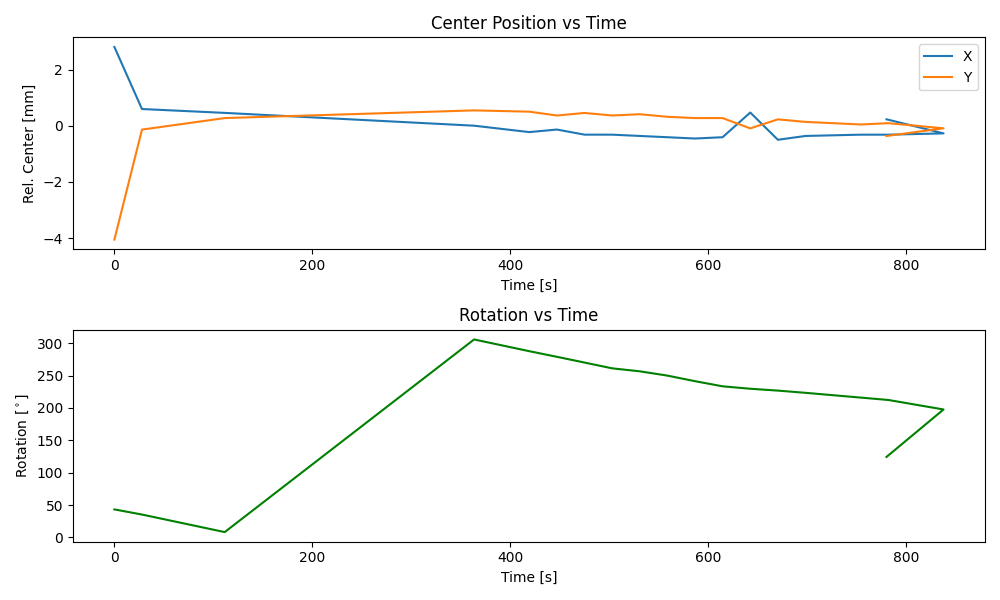 Center Position vs Time
Rel. Center [mm]
2
0
−2
−4
X
Y
0 200 400 600 800
Time [s]
Rotation vs Time
Rotation [°]
300
250
200
150
100
50
0
0 200 400 600 800
Time [s]